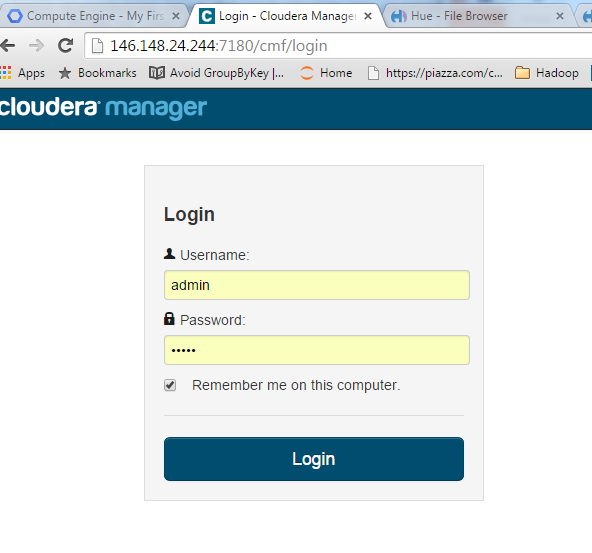 Compute Engine - My Firs
Login - Cloudera Manage
Hue - File Browser
146.148.24.244:7180/cmf/login
Apps Bookmarks Avoid GroupByKey |... Home https://piazza.com/c... Hadoop
cloudera manager
Login
Username:
admin
Password:
•••••
Remember me on this computer.
Login